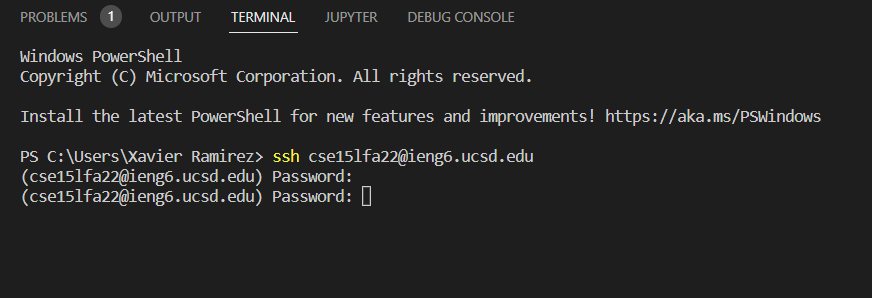 PROBLEMS 1 OUTPUT TERMINAL JUPYTER DEBUG CONSOLE
Windows PowerShell
Copyright (C) Microsoft Corporation. All rights reserved.
Install the latest PowerShell for new features and improvements! https://aka.ms/PSWindows
PS C:\Users\Xavier Ramirez> ssh cse15lfa22@ieng6.ucsd.edu
(cse15lfa22@ieng6.ucsd.edu) Password:
(cse15lfa22@ieng6.ucsd.edu) Password: